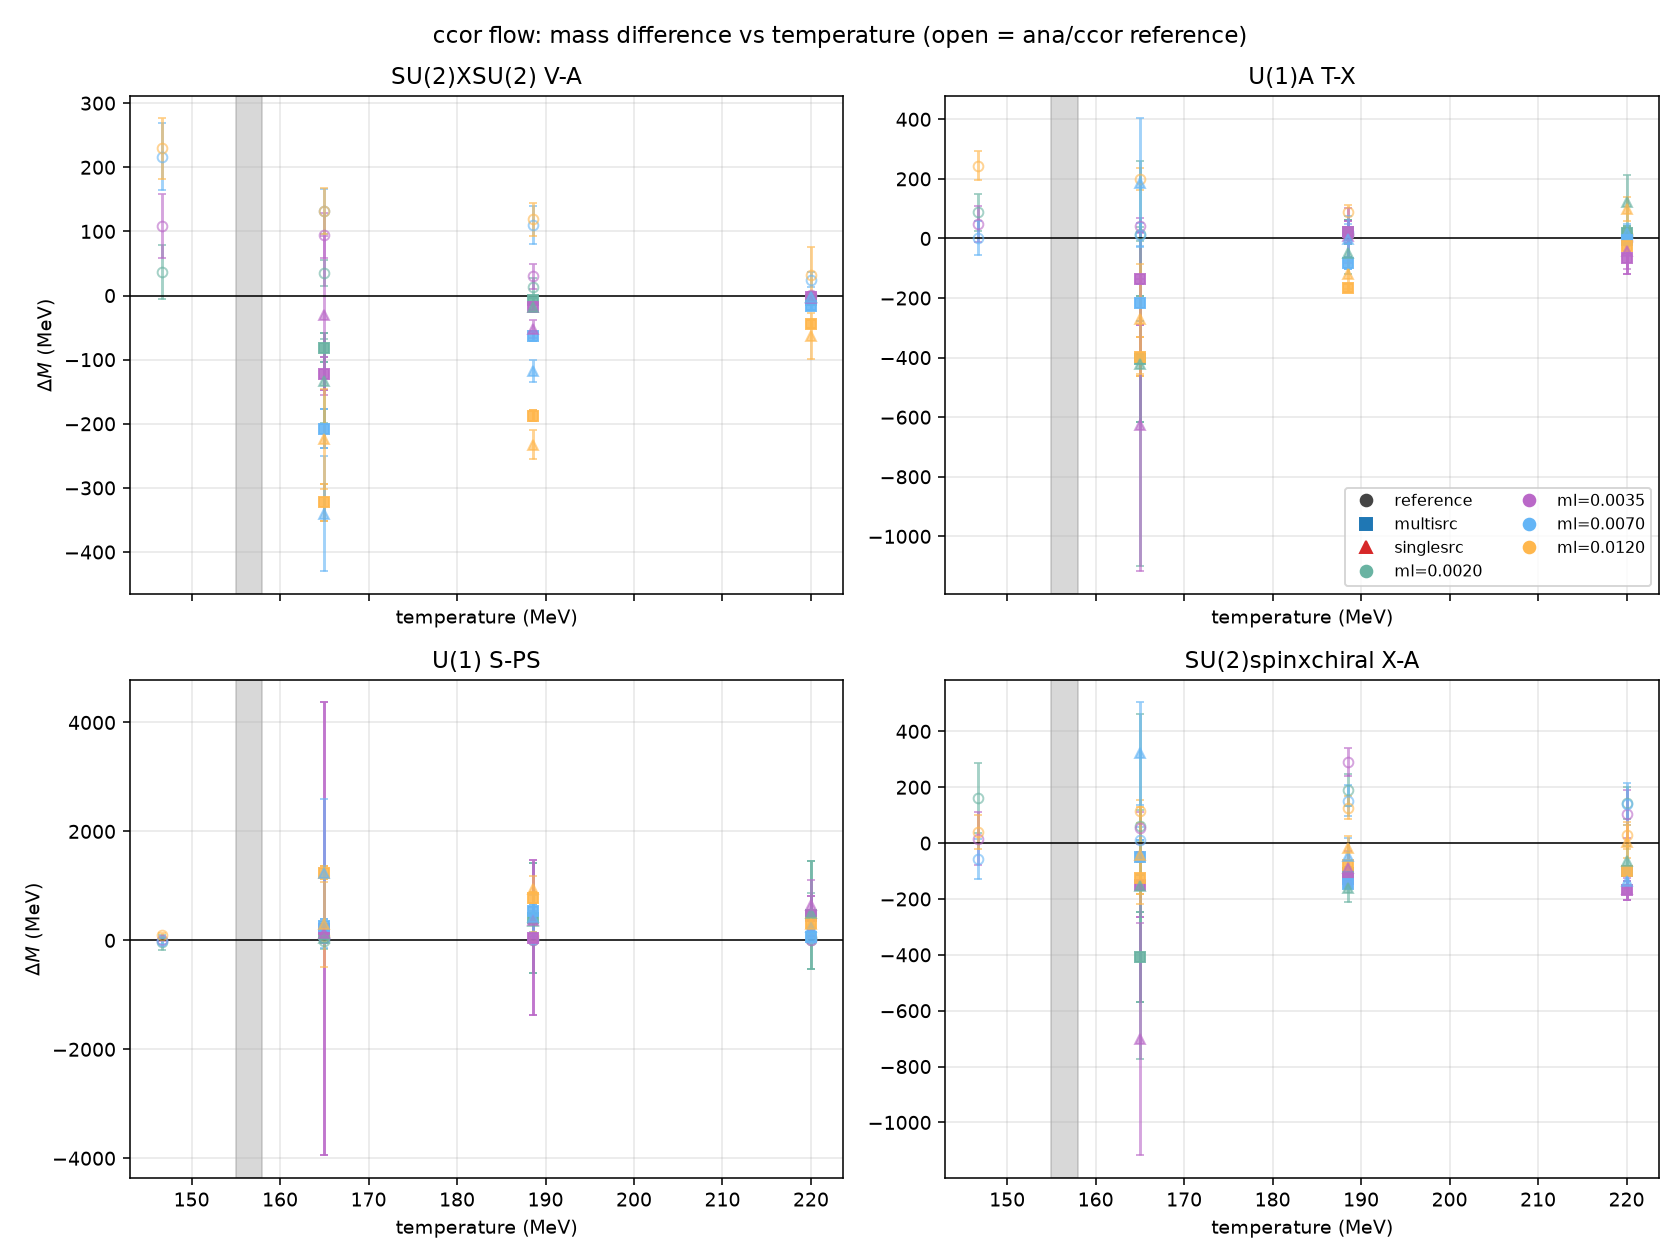 ccor flow: mass difference vs temperature (open = ana/ccor reference)
SU(2)XSU(2) V-A
300
200
100
0
−100
−200
−300
−400
ΔM (MeV)
temperature (MeV)
U(1)A T-X
400
200
0
−200
−400
−600
−800
−1000
reference
multisrc
singlesrc
ml=0.0020
ml=0.0035
ml=0.0070
ml=0.0120
temperature (MeV)
U(1) S-PS
4000
2000
0
−2000
−4000
ΔM (MeV)
150 160 170 180 190 200 210 220
temperature (MeV)
SU(2)spinxchiral X-A
400
200
0
−200
−400
−600
−800
−1000
150 160 170 180 190 200 210 220
temperature (MeV)